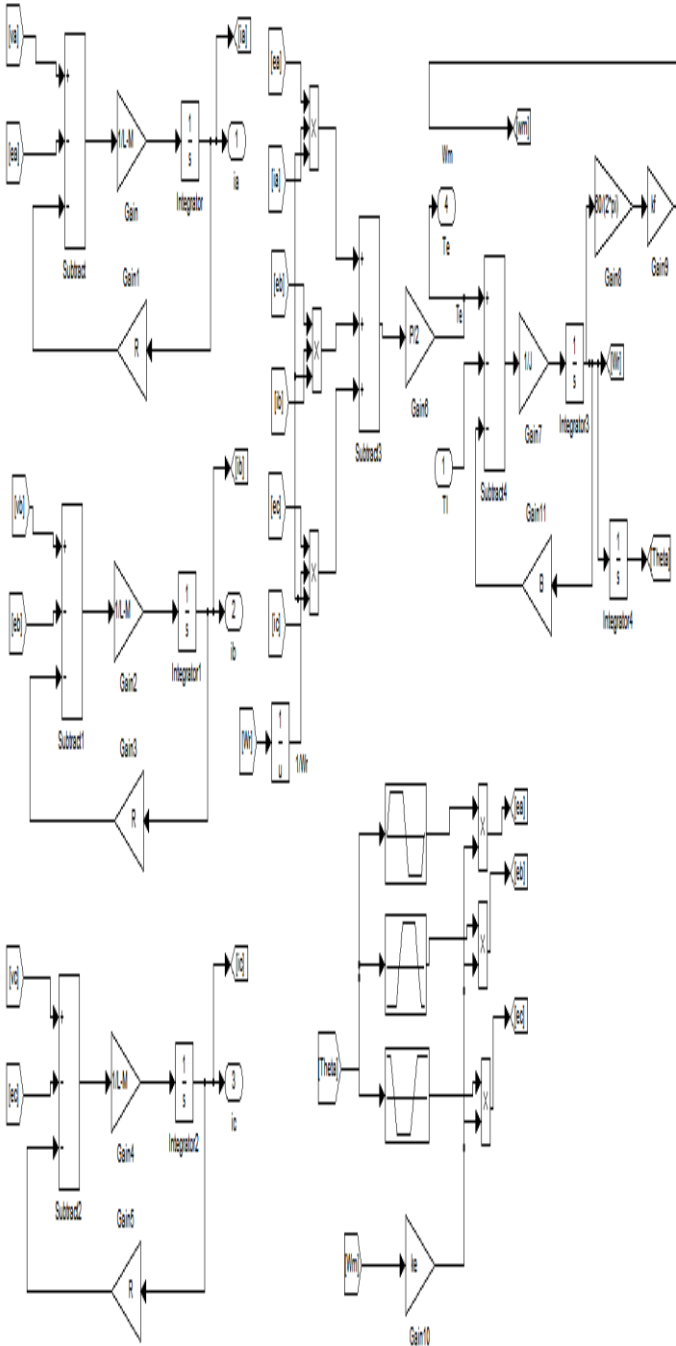 [va]
[ea]
+
-
-
Subtract
1/L-M
Gain
1
s
Integrator
[ia]
1
ia
Gain1
R
[vb]
[eb]
+
-
-
Subtract1
1/L-M
Gain2
1
s
Integrator1
[ib]
2
ib
Gain3
R
[vc]
[ec]
+
-
-
Subtract2
1/L-M
Gain4
1
s
Integrator2
[ic]
3
ic
Gain5
R
[ea]
[ia]
X
[eb]
[ib]
X
[ec]
[ic]
X
[Wr]
1
u
1/Wr
+
+
+
Subtract3
P/2
Gain6
Te
4
Te
Wm
[wm]
1
Tl
+
-
-
Subtract4
1/J
Gain7
1
s
Integrator3
60/(2*pi)
Gain8
Gain9
[Wr]
Gain11
B
1
s
Integrator4
[Theta]
[Theta]
[Wm]
ke
Gain10
X
X
X
[ea]
[eb]
[ec]